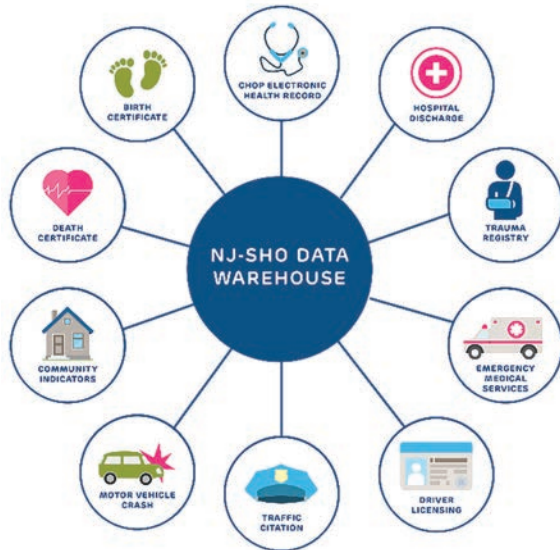 CHOP ELECTRONIC
HEALTH RECORD
HOSPITAL
DISCHARGE
TRAUMA
REGISTRY
EMERGENCY
MEDICAL
SERVICES
DRIVER
LICENSING
TRAFFIC
CITATION
MOTOR VEHICLE
CRASH
COMMUNITY
INDICATORS
DEATH
CERTIFICATE
BIRTH
CERTIFICATE
NJ-SHO DATA
WAREHOUSE